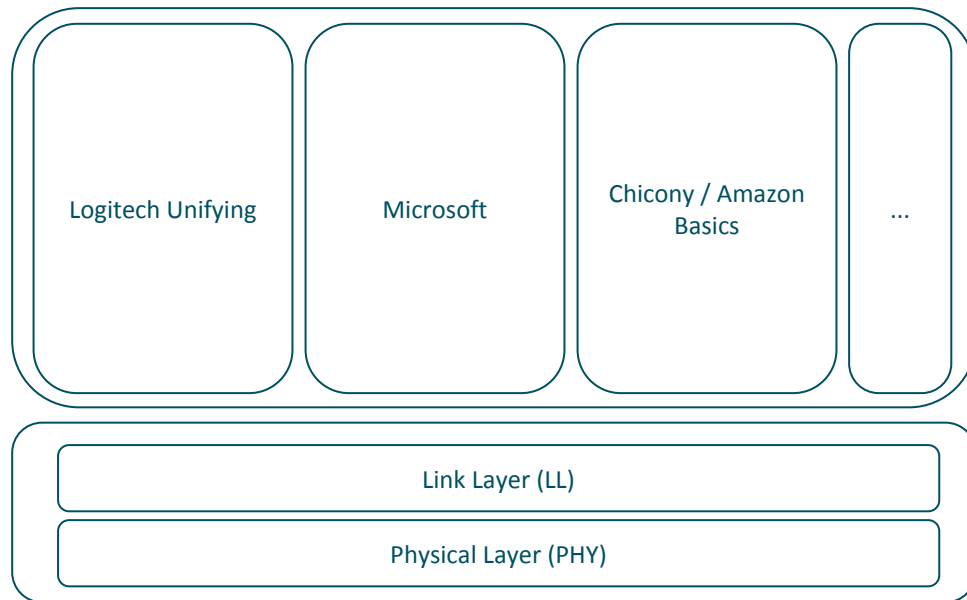 Logitech Unifying
Microsoft
Chicony / Amazon
Basics
...
Link Layer (LL)
Physical Layer (PHY)